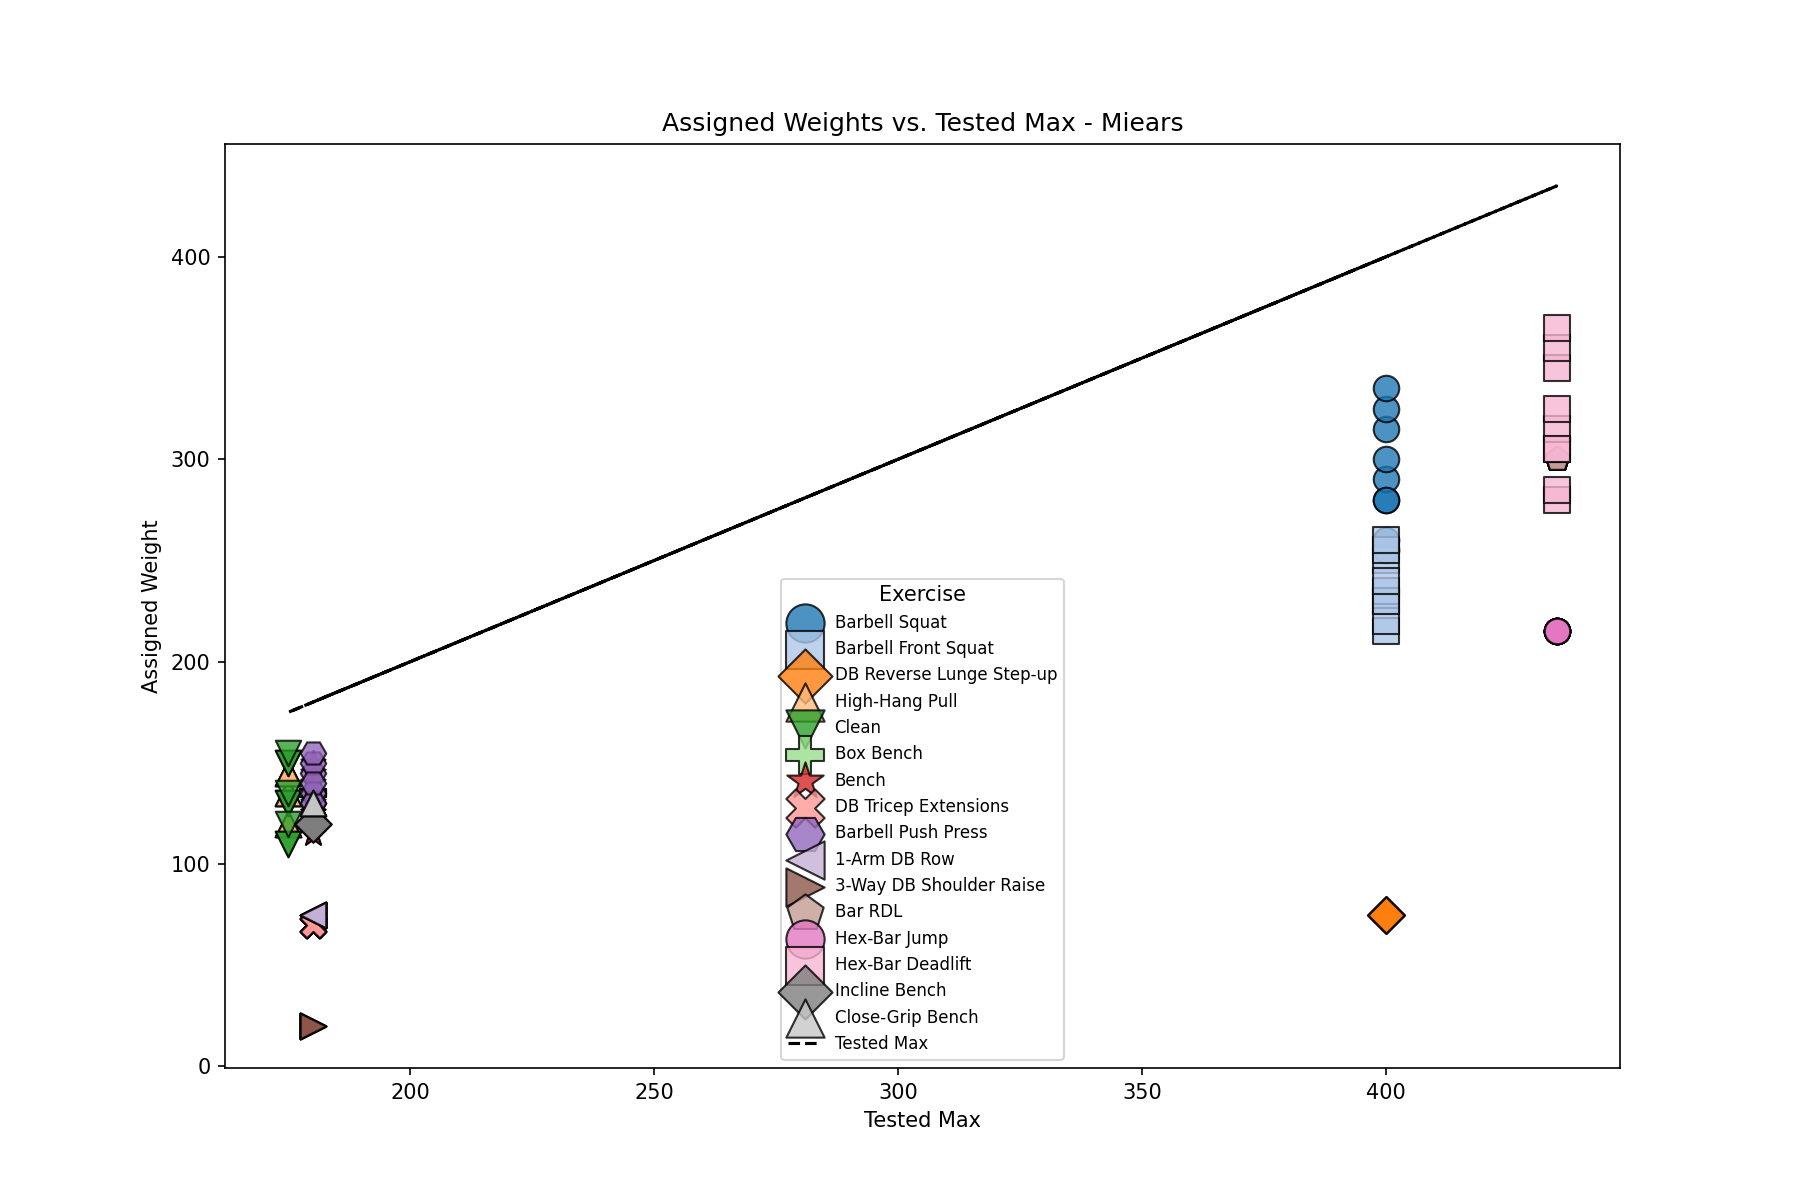 Assigned Weights vs. Tested Max - Miears
400
300
200
100
0
Assigned Weight
200
250
300
350
400
Tested Max
Exercise
Barbell Squat
Barbell Front Squat
DB Reverse Lunge Step-up
High-Hang Pull
Clean
Box Bench
Bench
DB Tricep Extensions
Barbell Push Press
1-Arm DB Row
3-Way DB Shoulder Raise
Bar RDL
Hex-Bar Jump
Hex-Bar Deadlift
Incline Bench
Close-Grip Bench
Tested Max